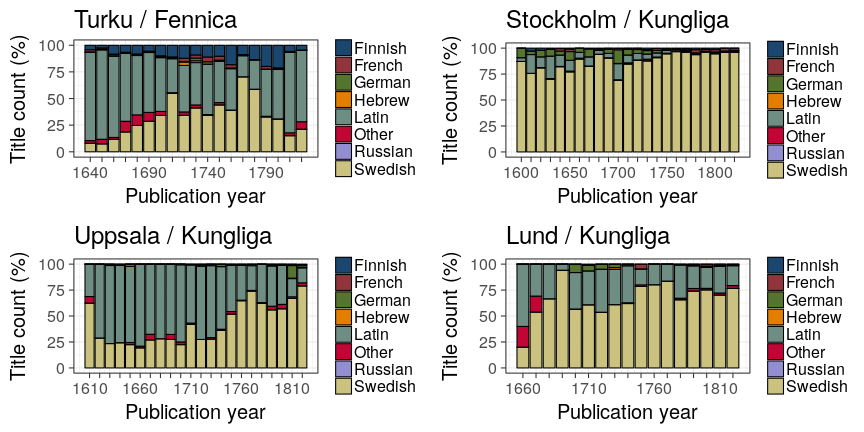 Turku / Fennica
Title count (%)
100
75
50
25
0
1640 1690 1740 1790
Publication year
Finnish
French
German
Hebrew
Latin
Other
Russian
Swedish
Stockholm / Kungliga
Title count (%)
100
75
50
25
0
1600 1650 1700 1750 1800
Publication year
Finnish
French
German
Hebrew
Latin
Other
Russian
Swedish
Uppsala / Kungliga
Title count (%)
100
75
50
25
0
1610 1660 1710 1760 1810
Publication year
Finnish
French
German
Hebrew
Latin
Other
Russian
Swedish
Lund / Kungliga
Title count (%)
100
75
50
25
0
1660 1710 1760 1810
Publication year
Finnish
French
German
Hebrew
Latin
Other
Russian
Swedish